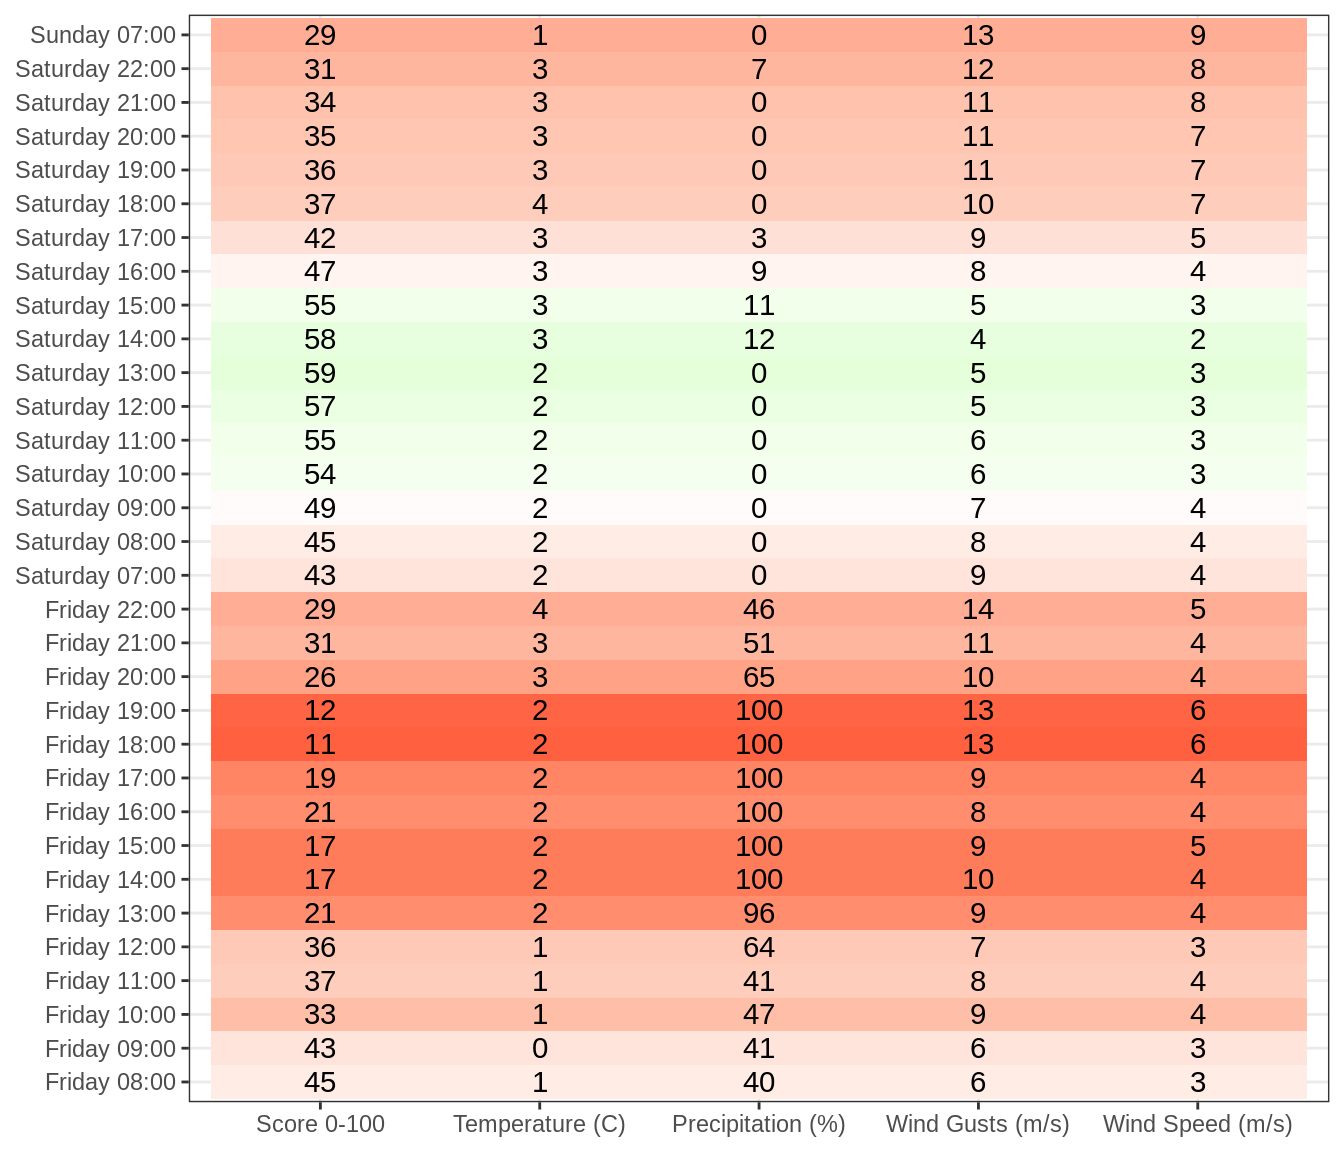 Sunday 07:00 29 1 0 13 9
Saturday 22:00 31 3 7 12 8
Saturday 21:00 34 3 0 11 8
Saturday 20:00 35 3 0 11 7
Saturday 19:00 36 3 0 11 7
Saturday 18:00 37 4 0 10 7
Saturday 17:00 42 3 3 9 5
Saturday 16:00 47 3 9 8 4
Saturday 15:00 55 3 11 5 3
Saturday 14:00 58 3 12 4 2
Saturday 13:00 59 2 0 5 3
Saturday 12:00 57 2 0 5 3
Saturday 11:00 55 2 0 6 3
Saturday 10:00 54 2 0 6 3
Saturday 09:00 49 2 0 7 4
Saturday 08:00 45 2 0 8 4
Saturday 07:00 43 2 0 9 4
Friday 22:00 29 4 46 14 5
Friday 21:00 31 3 51 11 4
Friday 20:00 26 3 65 10 4
Friday 19:00 12 2 100 13 6
Friday 18:00 11 2 100 13 6
Friday 17:00 19 2 100 9 4
Friday 16:00 21 2 100 8 4
Friday 15:00 17 2 100 9 5
Friday 14:00 17 2 100 10 4
Friday 13:00 21 2 96 9 4
Friday 12:00 36 1 64 7 3
Friday 11:00 37 1 41 8 4
Friday 10:00 33 1 47 9 4
Friday 09:00 43 0 41 6 3
Friday 08:00 45 1 40 6 3
Score 0-100 Temperature (C) Precipitation (%) Wind Gusts (m/s) Wind Speed (m/s)